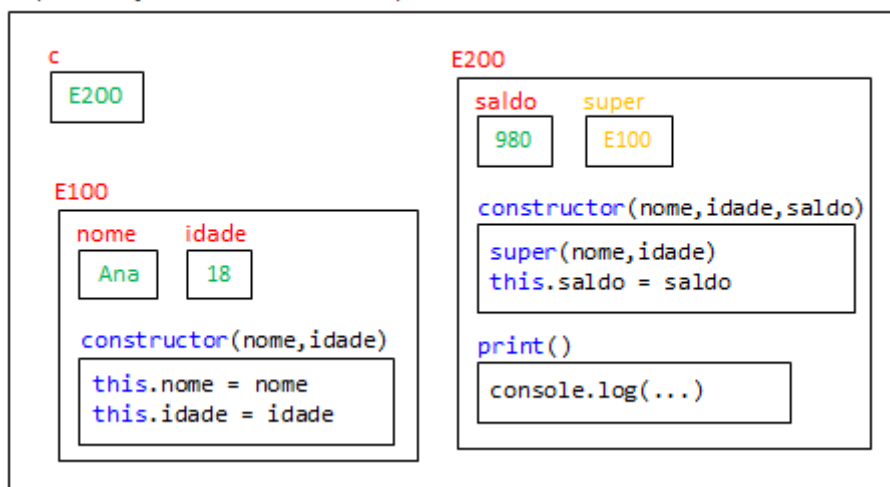 c
E200
E100
nome idade
Ana 18
constructor(nome,idade)
this.nome = nome
this.idade = idade
E200
saldo super
980 E100
constructor(nome,idade,saldo)
super(nome,idade)
this.saldo = saldo
print()
console.log(...)